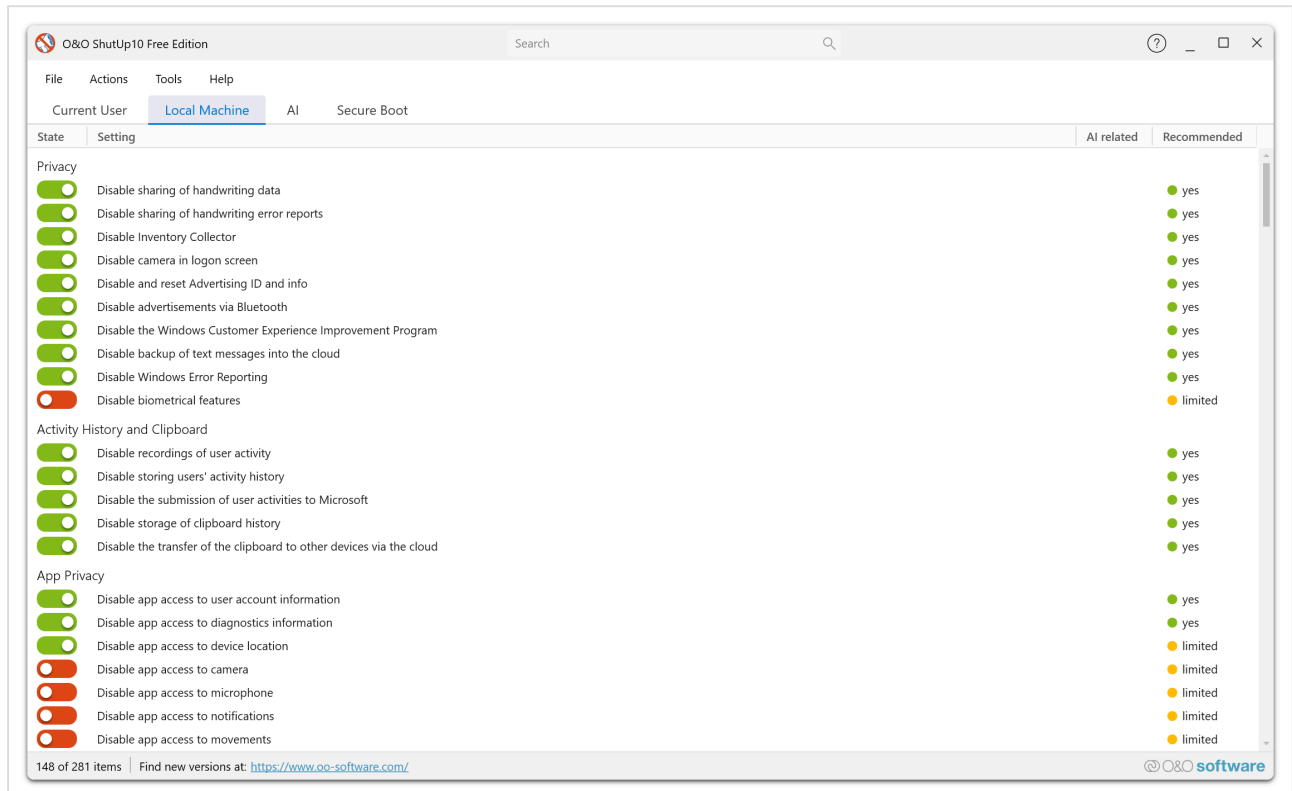 O&O ShutUp10 Free Edition
Search
?
File Actions Tools Help
Current User Local Machine AI Secure Boot
State Setting AI related Recommended
Privacy
Disable sharing of handwriting data yes
Disable sharing of handwriting error reports yes
Disable Inventory Collector yes
Disable camera in logon screen yes
Disable and reset Advertising ID and info yes
Disable advertisements via Bluetooth yes
Disable the Windows Customer Experience Improvement Program yes
Disable backup of text messages into the cloud yes
Disable Windows Error Reporting yes
Disable biometrical features limited
Activity History and Clipboard
Disable recordings of user activity yes
Disable storing users' activity history yes
Disable the submission of user activities to Microsoft yes
Disable storage of clipboard history yes
Disable the transfer of the clipboard to other devices via the cloud yes
App Privacy
Disable app access to user account information yes
Disable app access to diagnostics information yes
Disable app access to device location limited
Disable app access to camera limited
Disable app access to microphone limited
Disable app access to notifications limited
Disable app access to movements limited
148 of 281 items Find new versions at: https://www.oo-software.com/ O&O software